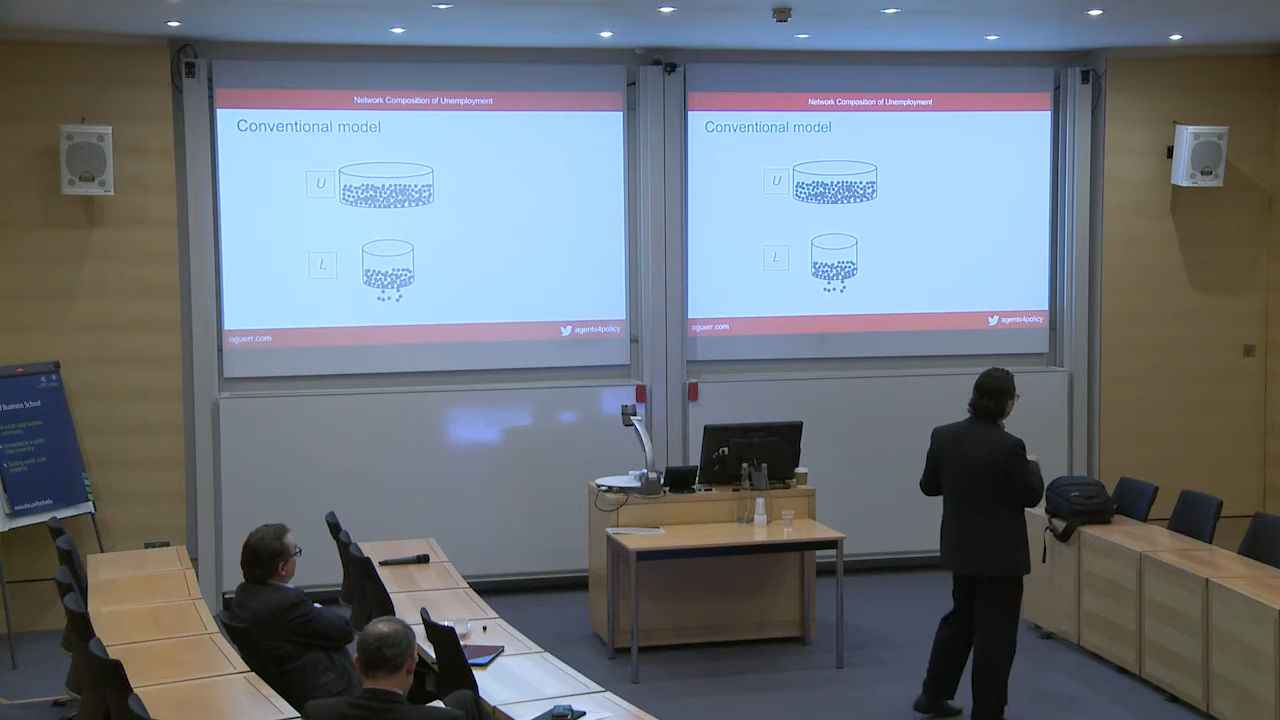 Network Composition of Unemployment
Conventional model
U
L
oguerr.com
agents4policy
Network Composition of Unemployment
Conventional model
U
L
oguerr.com
agents4policy
Business School